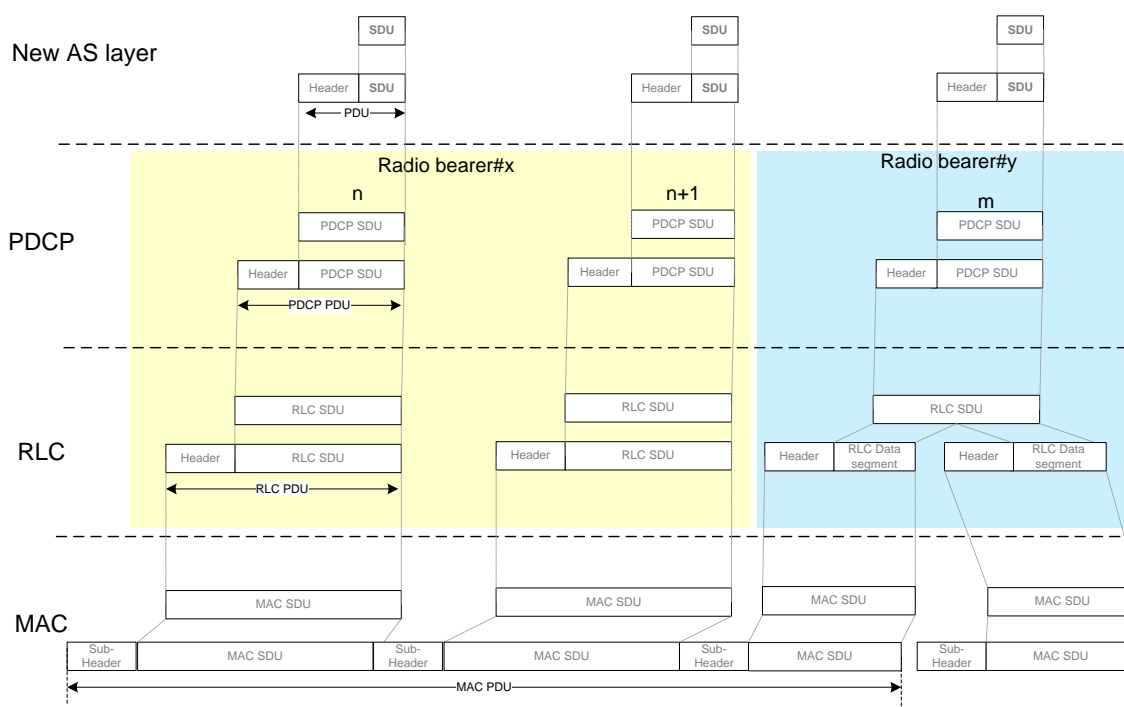 SDU SDU SDU
New AS layer
Header SDU Header SDU Header SDU
PDU
Radio bearer#x Radio bearer#y
n n+1 m
PDCP SDU PDCP SDU PDCP SDU
PDCP
Header PDCP SDU Header PDCP SDU Header PDCP SDU
PDCP PDU
RLC SDU RLC SDU RLC SDU
RLC
Header RLC SDU Header RLC SDU Header RLC Data segment Header RLC Data segment
RLC PDU
MAC SDU MAC SDU MAC SDU MAC SDU
MAC
Sub-Header MAC SDU Sub-Header MAC SDU Sub-Header MAC SDU Sub-Header MAC SDU
MAC PDU